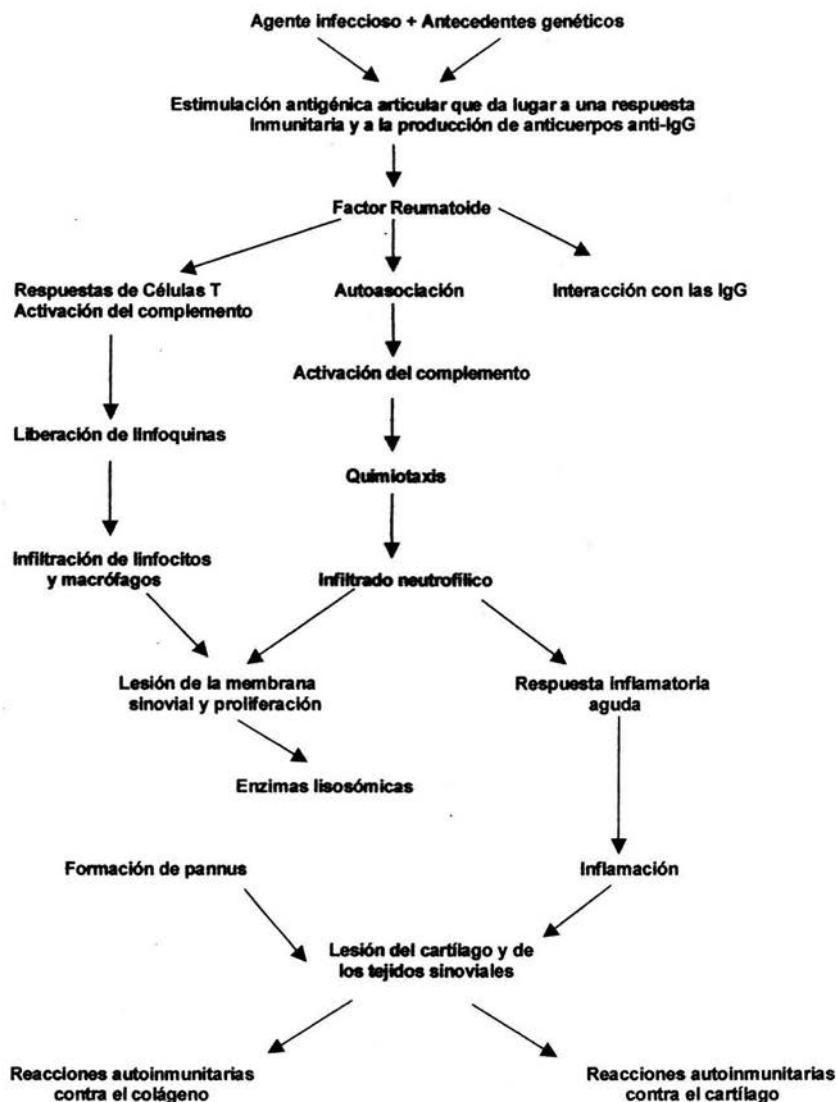 Agente infeccioso + Antecedentes genéticos
Estimulación antigénica articular que da lugar a una respuesta
Inmunitaria y a la producción de anticuerpos anti-IgG
Factor Reumatoide
Respuestas de Células T
Activación del complemento
Autoasociación
Interacción con las IgG
Activación del complemento
Liberación de linfoquinas
Quimiotaxis
Infiltración de linfocitos
y macrófagos
Infiltrado neutrofílico
Lesión de la membrana
sinovial y proliferación
Respuesta inflamatoria
aguda
Enzimas lisosómicas
Formación de pannus
Inflamación
Lesión del cartílago y de
los tejidos sinoviales
Reacciones autoinmunitarias
contra el colágeno
Reacciones autoinmunitarias
contra el cartílago